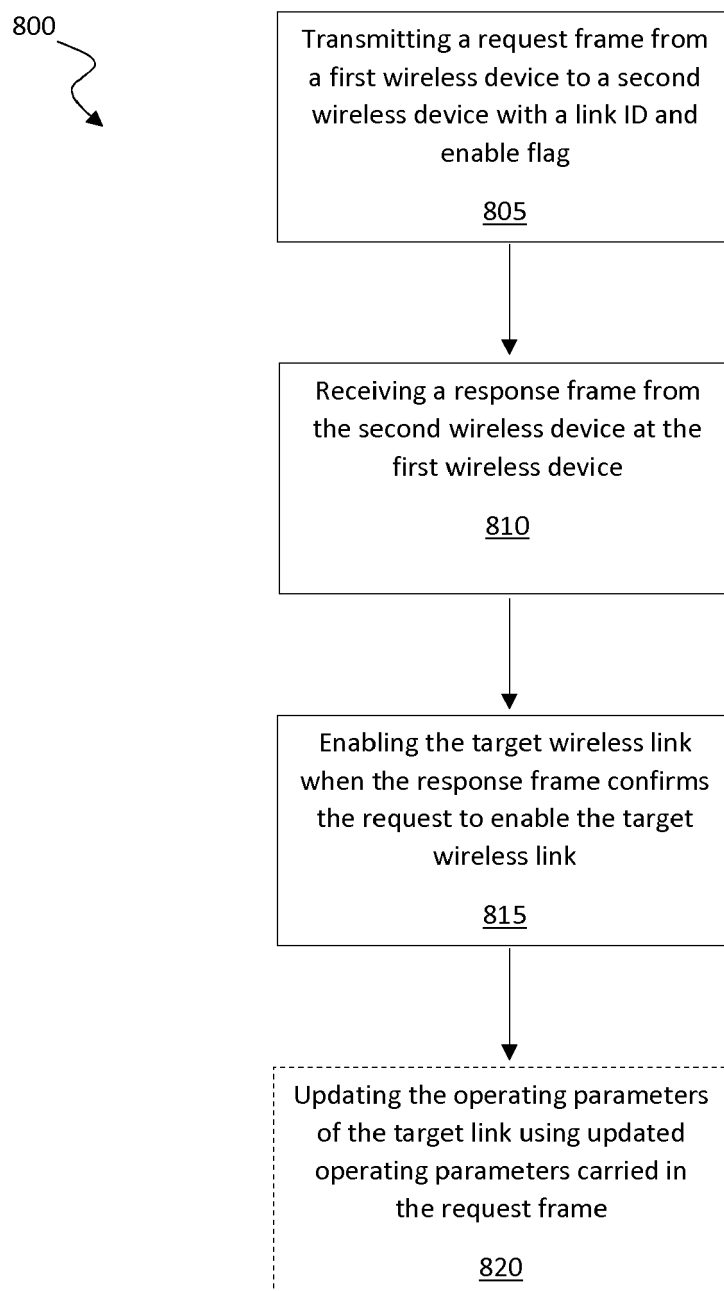 800
Transmitting a request frame from
a first wireless device to a second
wireless device with a link ID and
enable flag
805
Receiving a response frame from
the second wireless device at the
first wireless device
810
Enabling the target wireless link
when the response frame confirms
the request to enable the target
wireless link
815
Updating the operating parameters
of the target link using updated
operating parameters carried in
the request frame
820